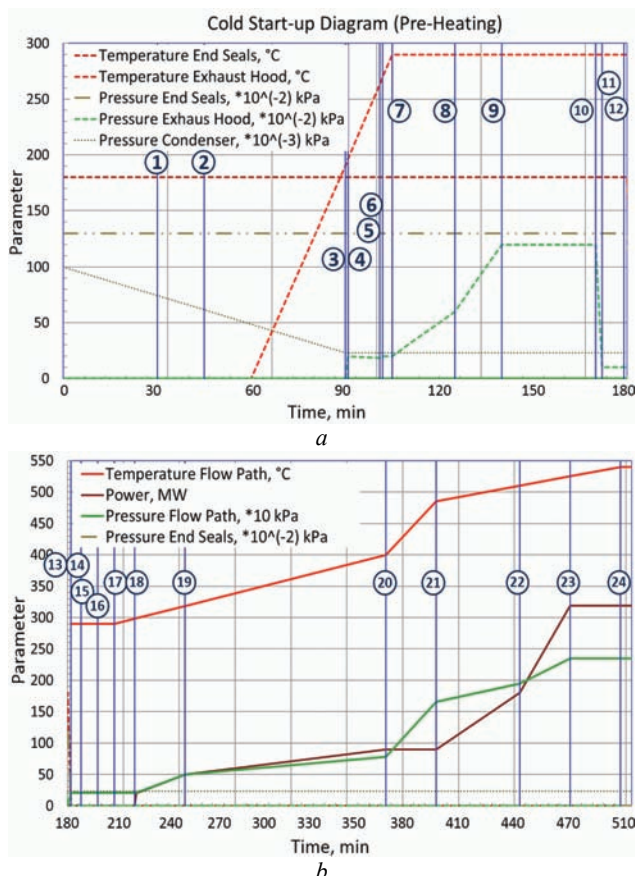 Cold Start-up Diagram (Pre-Heating)
300
Temperature End Seals, °C
Temperature Exhaust Hood, °C
250
Pressure End Seals, *10^(-2) kPa
11
Pressure Exhaus Hood, *10^(-2) kPa
7 8 9 10 12
Pressure Condenser, *10^(-3) kPa
200
1 2
6
150
5
3 4
100
50
0
Parameter
0 30 60 90 120 150 180
Time, min
a
550
Temperature Flow Path, °C
500
Power, MW
450
Pressure Flow Path, *10 kPa
Pressure End Seals, *10^(-2) kPa
400
13 14
350
15 17 18 19 20 21 22 23 24
16
300
250
200
150
100
50
0
Parameter
180 210 240 270 300 330 360 380 410 440 470 510
Time, min
b